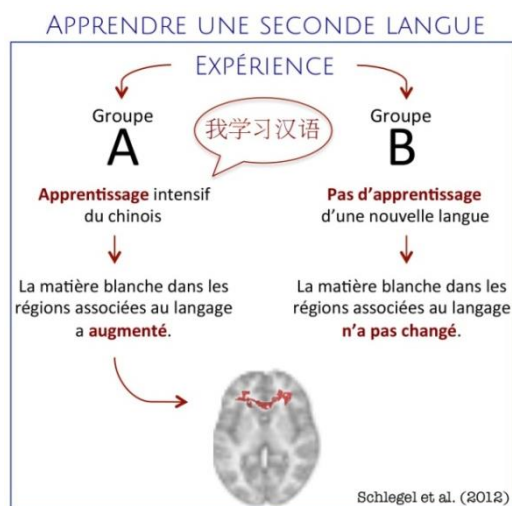 APPRENDRE UNE SECONDE LANGUE
EXPÉRIENCE
Groupe
A
我学习汉语
Groupe
B
Apprentissage intensif
du chinois
Pas d'apprentissage
d'une nouvelle langue
La matière blanche dans les
régions associées au langage
a augmenté.
La matière blanche dans les
régions associées au langage
n'a pas changé.
Schlegel et al. (2012)